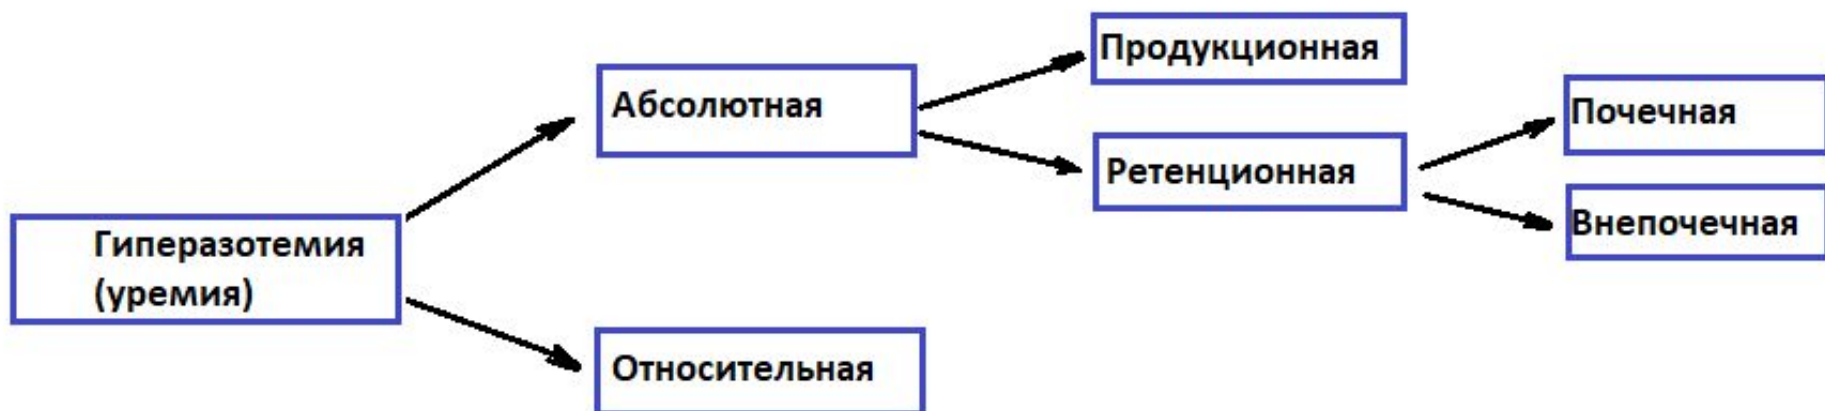 Гиперазотемия
(уремия)
Абсолютная
Относительная
Продукционная
Ретенционная
Почечная
Внепочечная